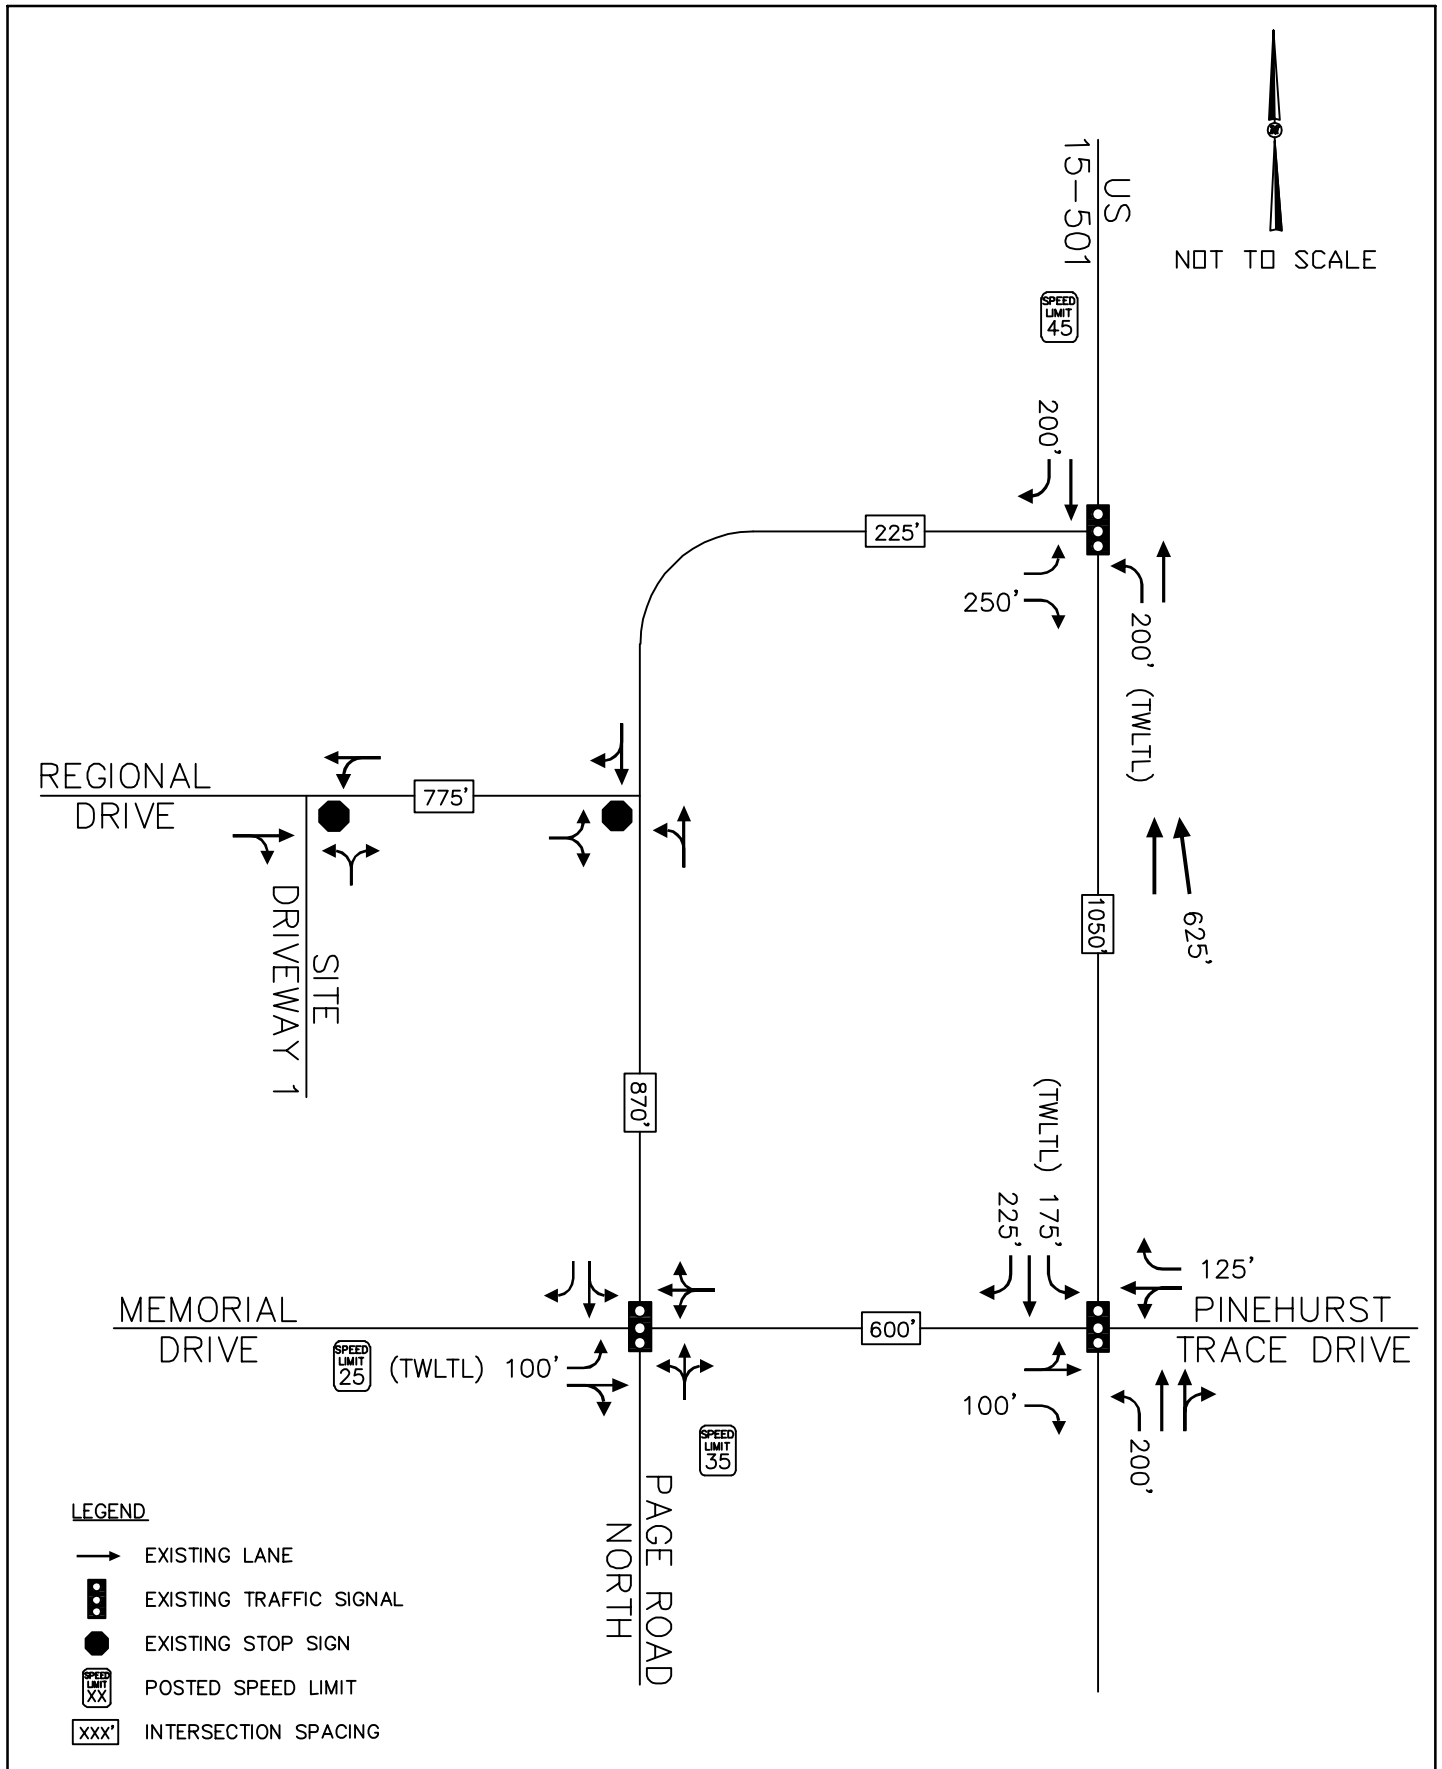 US
15-501
NOT TO SCALE
SPEED
LIMIT
45
200'
225'
250'
200' (TWLTL)
REGIONAL
DRIVE
775'
625'
1050'
SITE
DRIVEWAY 1
870'
(TWLTL) 175'
225'
125'
MEMORIAL
DRIVE
600'
PINEHURST
TRACE DRIVE
SPEED
LIMIT
25
(TWLTL) 100'
100'
200'
SPEED
LIMIT
35
PAGE ROAD
NORTH
LEGEND
EXISTING LANE
EXISTING TRAFFIC SIGNAL
EXISTING STOP SIGN
SPEED
LIMIT
XX
POSTED SPEED LIMIT
XXX'
INTERSECTION SPACING